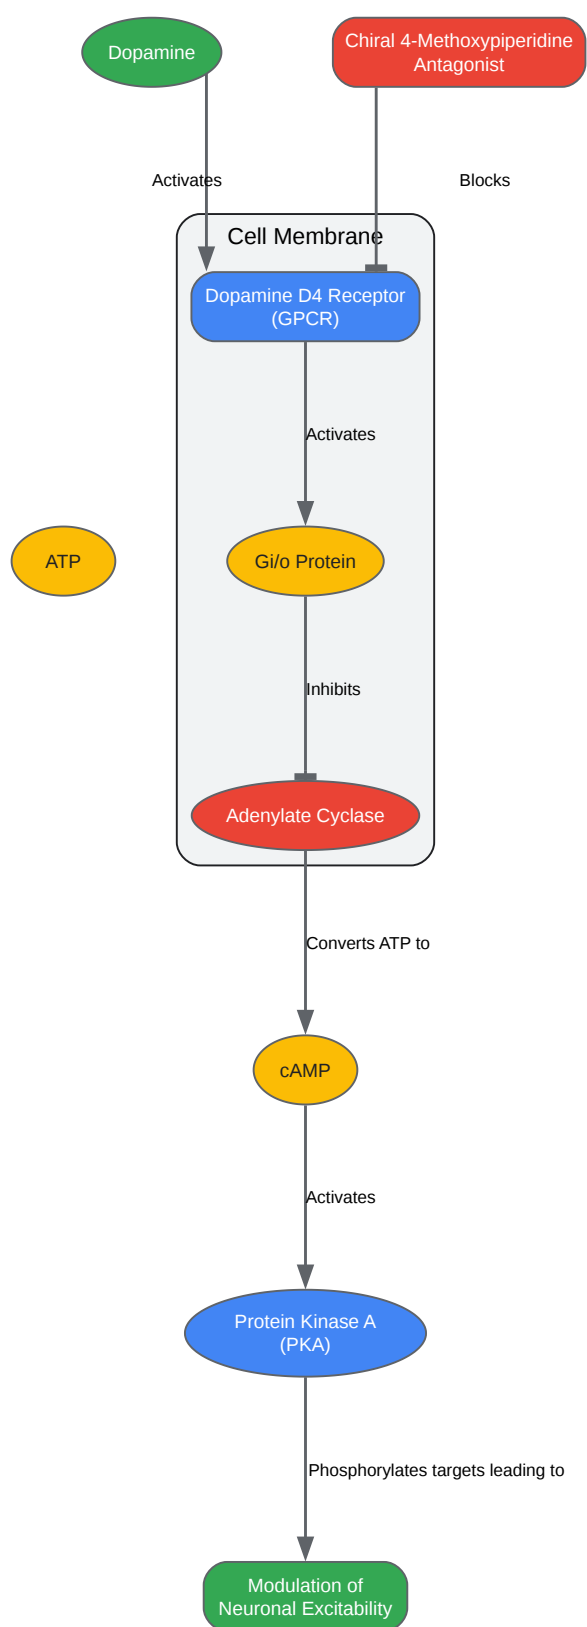 Dopamine
Chiral 4-Methoxypiperidine
Antagonist
Activates
Blocks
Cell Membrane
Dopamine D4 Receptor
(GPCR)
Activates
ATP
Gi/o Protein
Inhibits
Adenylate Cyclase
Converts ATP to
cAMP
Activates
Protein Kinase A
(PKA)
Phosphorylates targets leading to
Modulation of
Neuronal Excitability